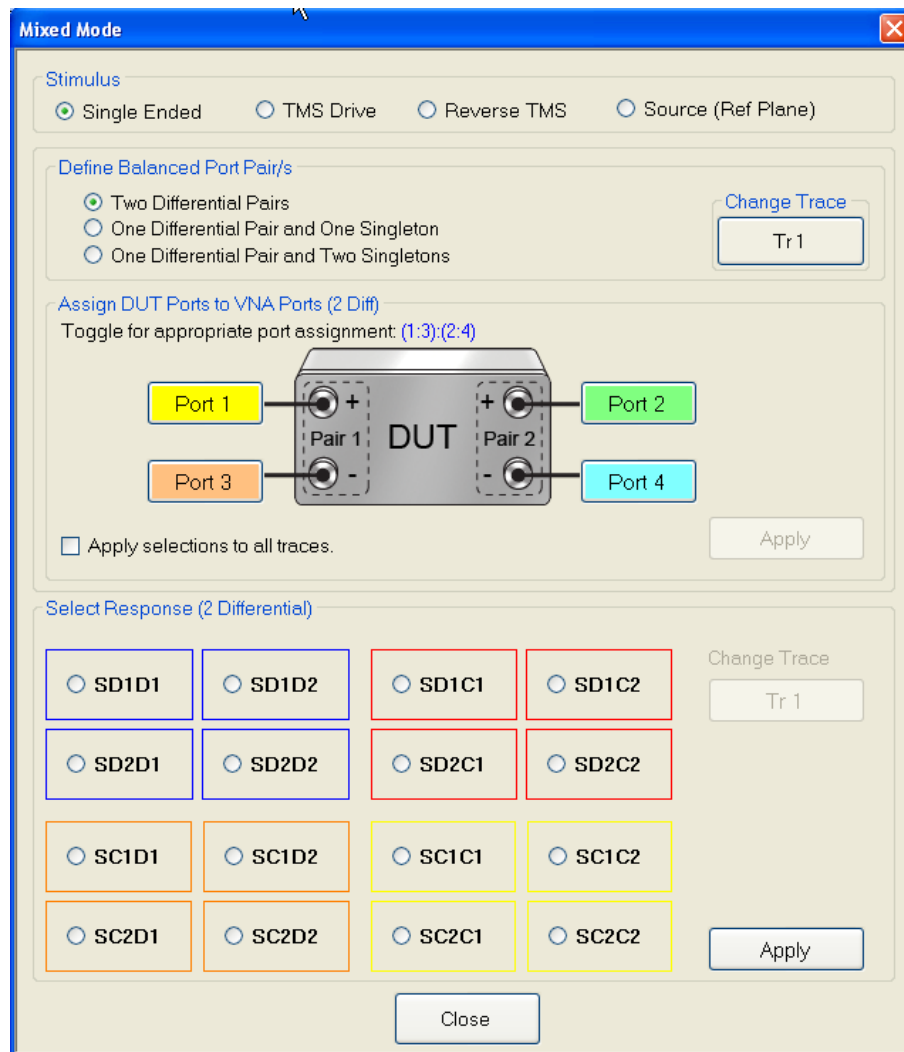 Mixed Mode
Stimulus
Single Ended TMS Drive Reverse TMS Source (Ref Plane)
Define Balanced Port Pair/s
Two Differential Pairs
One Differential Pair and One Singleton
One Differential Pair and Two Singletons
Change Trace
Tr1
Assign DUT Ports to VNA Ports (2 Diff)
Toggle for appropriate port assignment: (1:3):(2:4)
Port 1 + + Port 2
Pair 1 DUT Pair 2
Port 3 - - Port 4
Apply selections to all traces. Apply
Select Response (2 Differential)
Change Trace
SD1D1 SD1D2 SD1C1 SD1C2 Tr 1
SD2D1 SD2D2 SD2C1 SD2C2
SC1D1 SC1D2 SC1C1 SC1C2
SC2D1 SC2D2 SC2C1 SC2C2 Apply
Close